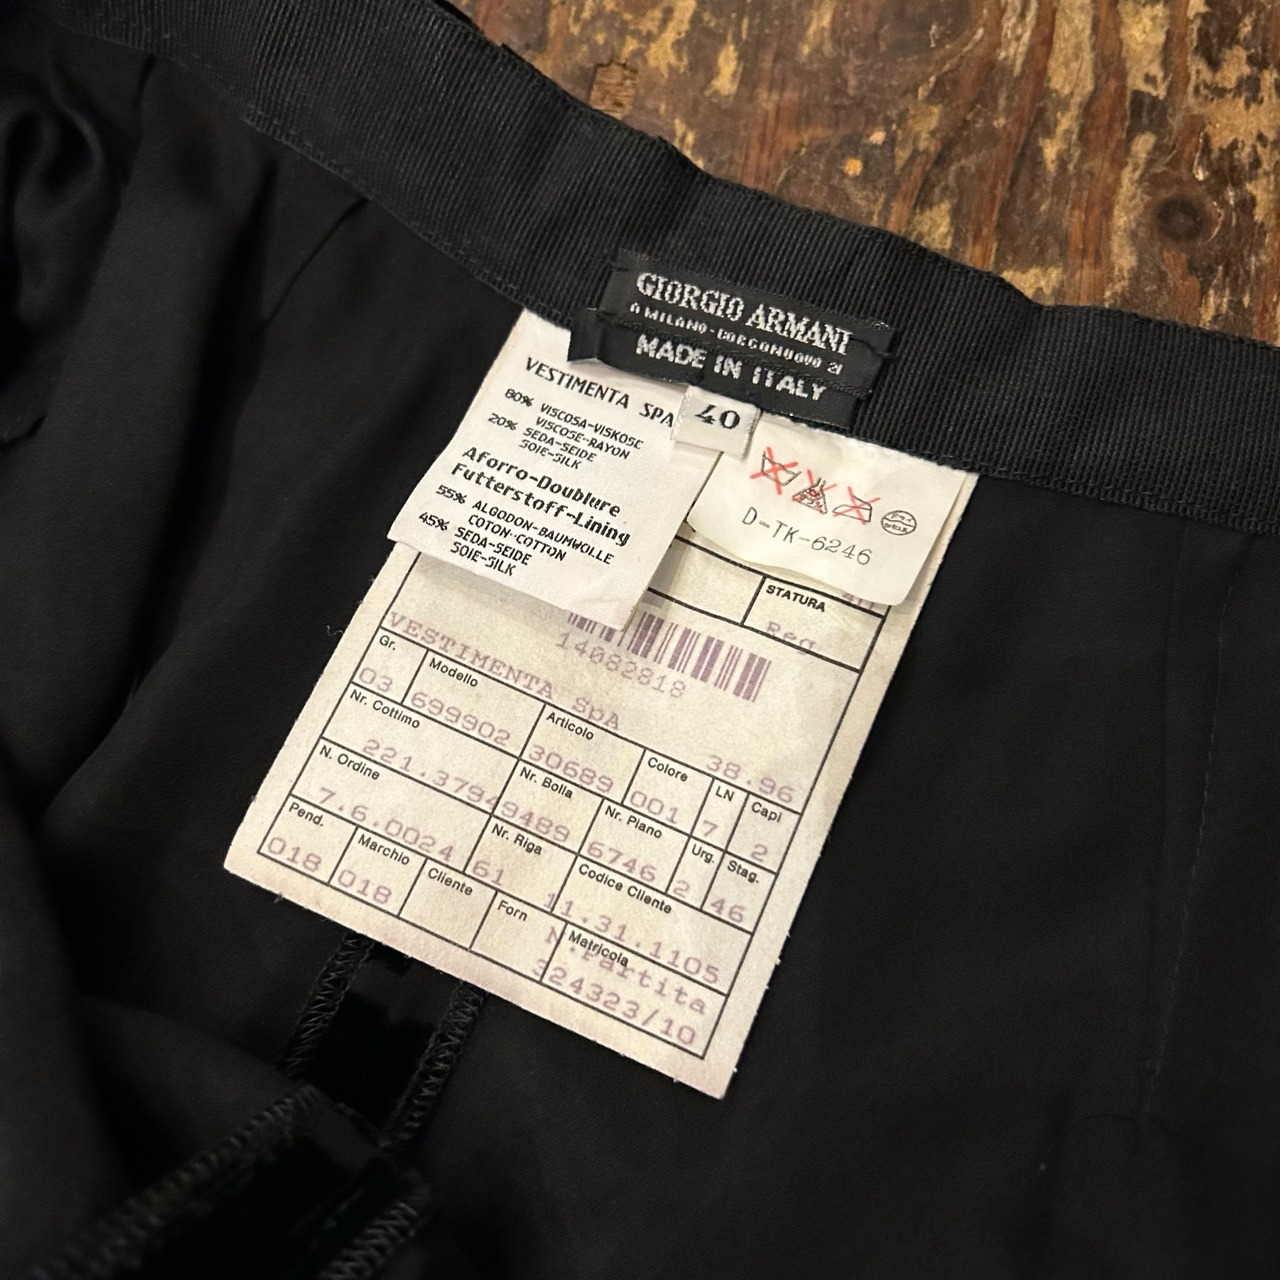 GIORGIO ARMANI
A MILANO-BORGONUOVO 21
MADE IN ITALY
40
VESTIMENTA SPA
80% VISCOSA-VISKOSE
VISCOSE-RAYON
20% SEDA-SEIDE
SOIE-SILK
Aforro-Doublure
Futterstoff-Lining
55% ALGODON-BAUMWOLLE
COTON-COTTON
45% SEDA-SEIDE
SOIE-SILK
D-TK-6246
STATURA
40
Reg
14082818
VESTIMENTA SpA
38.96
Gr. Modello Articolo Colore LN Capi
03 699902 30689 001 7 2
Nr. Cottimo Nr. Bolla Nr. Piano Urg. Stag.
221.3794 9489 6746 2 46
N. Ordine Nr. Riga Codice Cliente
7.6.0024 61 11.31.1105
Pend. Marchio Cliente Forn Matricola
018 018
N.Partita
324323/10